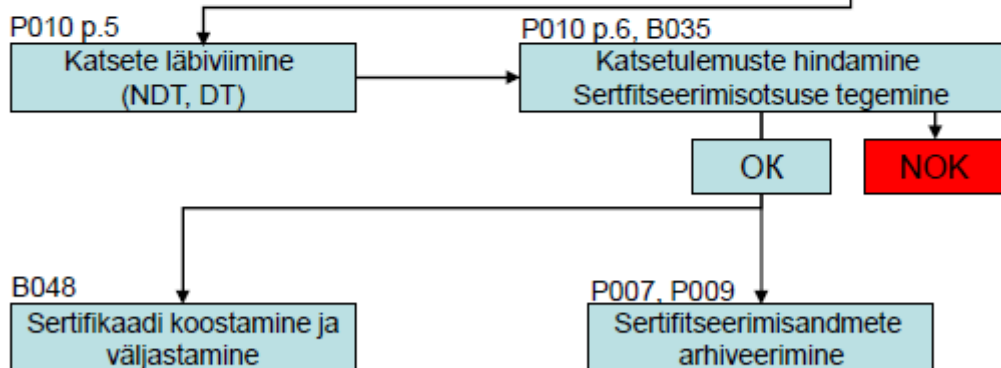 P010 p.5
Katsete läbiviimine
(NDT, DT)
P010 p.6, B035
Katsetulemuste hindamine
Sertfitseerimisotsuse tegemine
OK
NOK
B048
Sertifikaadi koostamine ja
väljastamine
P007, P009
Sertifitseerimisandmete
arhiveerimine